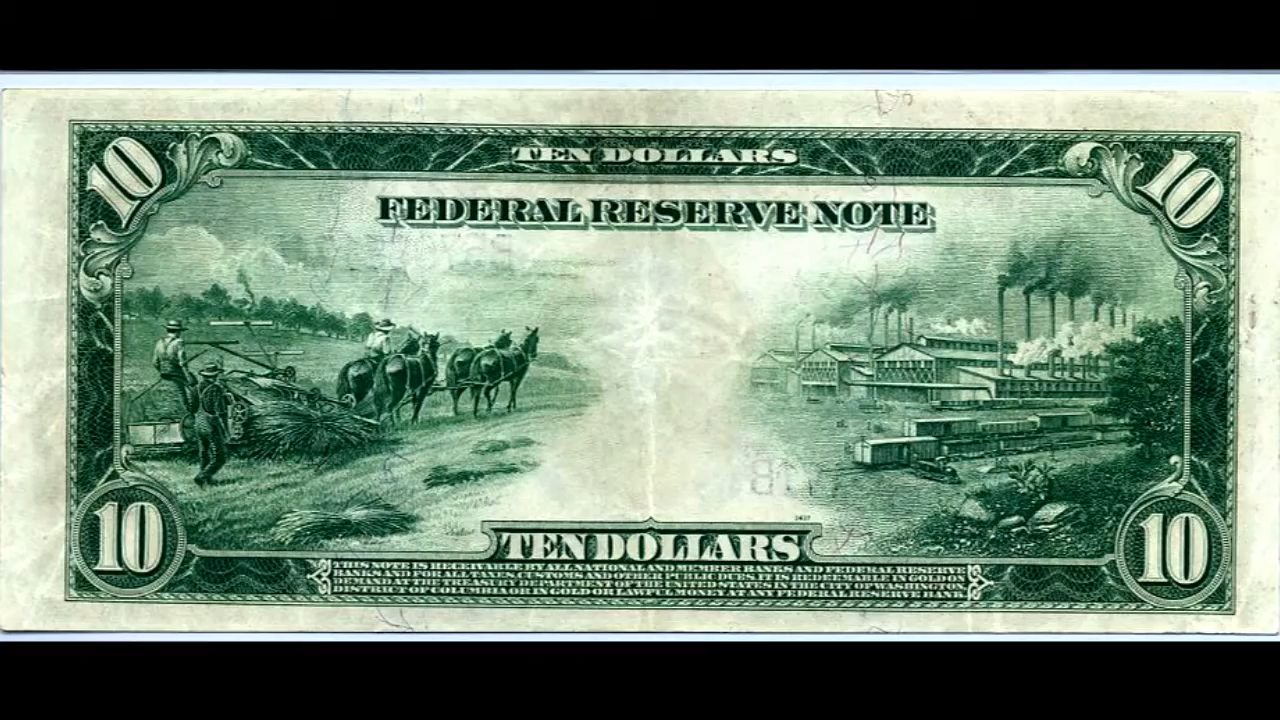 10
TEN DOLLARS
10
FEDERAL RESERVE NOTE
10
TEN DOLLARS
10
THIS NOTE IS RECEIVABLE BY ALL NATIONAL AND MEMBER BANKS AND FEDERAL RESERVE
BANKS AND FOR ALL TAXES, CUSTOMS AND OTHER PUBLIC DUES. IT IS REDEEMABLE IN GOLD ON
DEMAND AT THE TREASURY DEPARTMENT OF THE UNITED STATES IN THE CITY OF WASHINGTON,
DISTRICT OF COLUMBIA OR IN GOLD OR LAWFUL MONEY AT ANY FEDERAL RESERVE BANK.